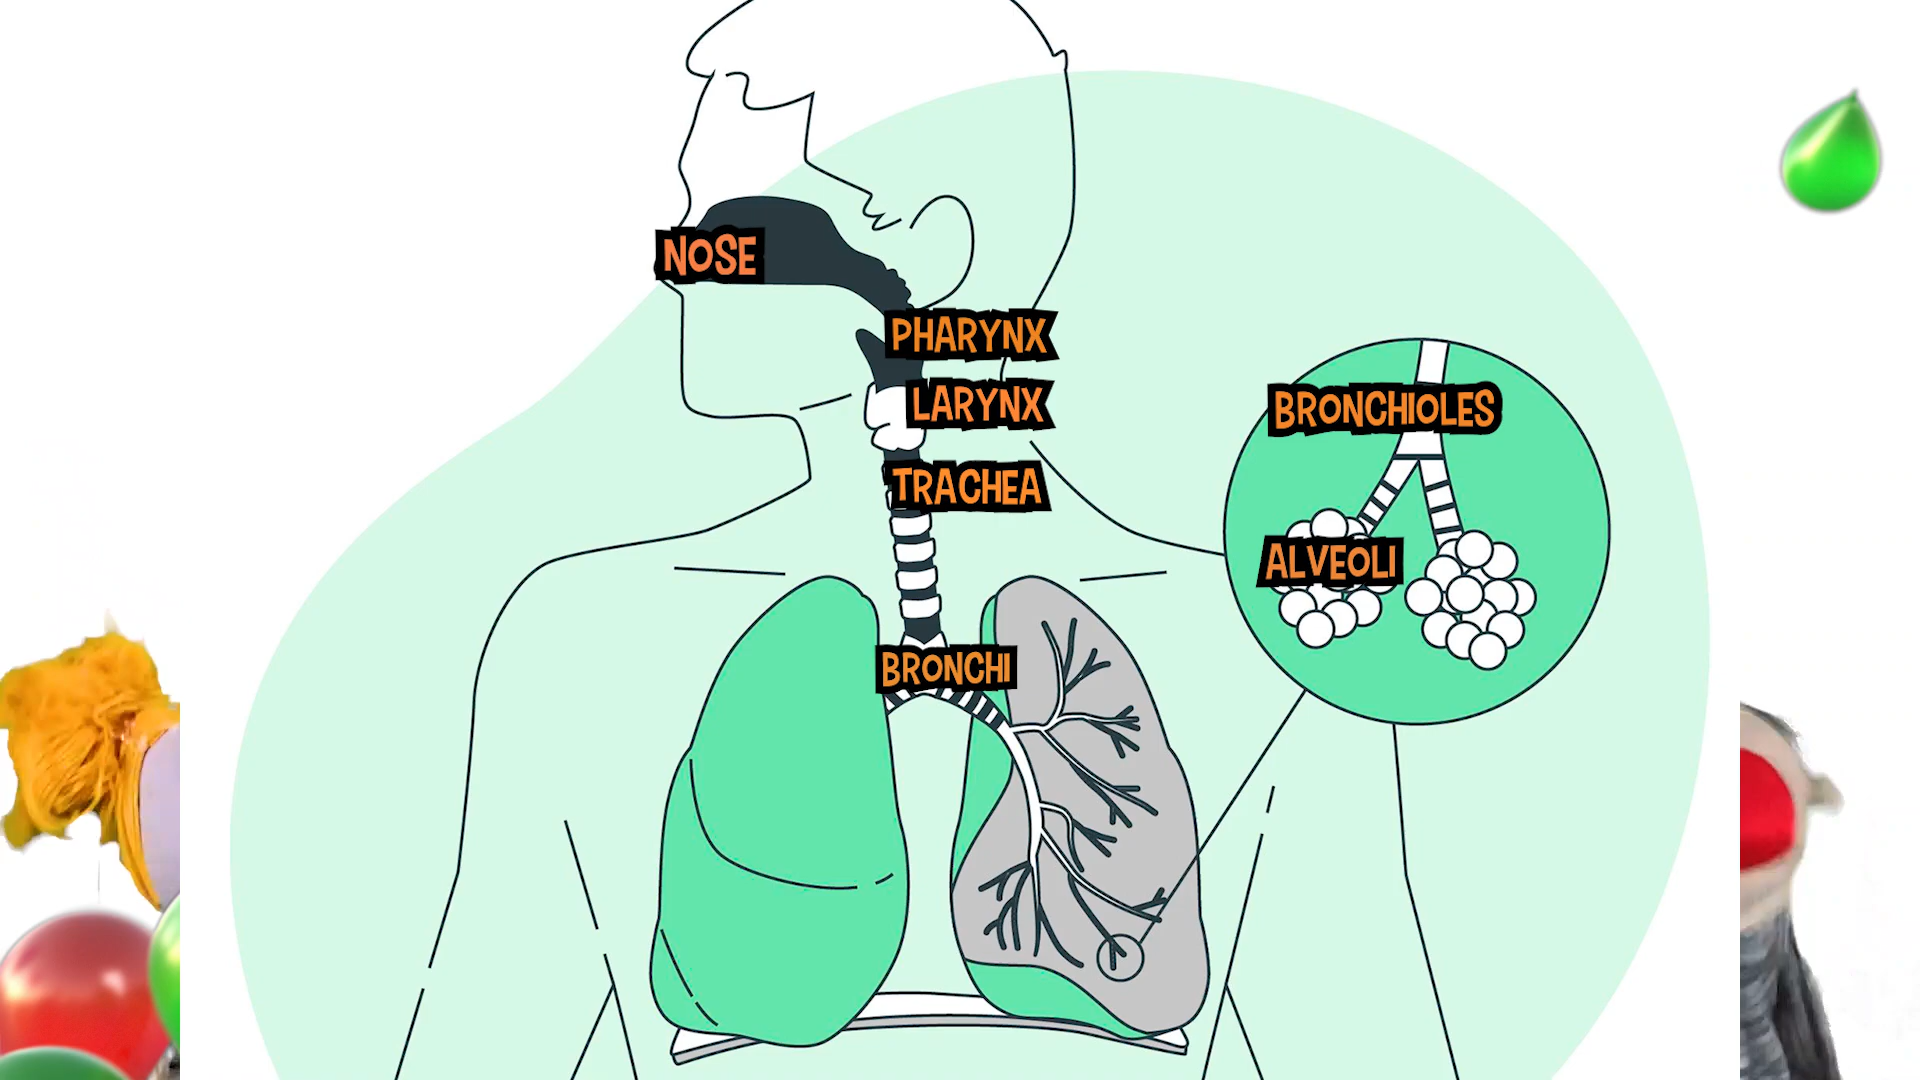 NOSE
PHARYNX
LARYNX
TRACHEA
BRONCHI
BRONCHIOLES
ALVEOLI